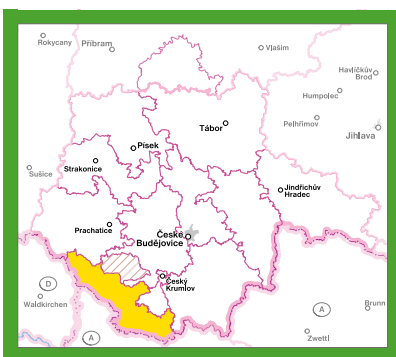 Rokycany
Příbram
Vlašim
Havlíčkův
Brod
Humpolec
Pelhřimov
Tábor
Jihlava
Písek
Strakonice
Sušice
Jindřichův
Hradec
Prachatice
České
Budějovice
Český
Krumlov
D
Waldkirchen
A
Brunn
A
Zwettl